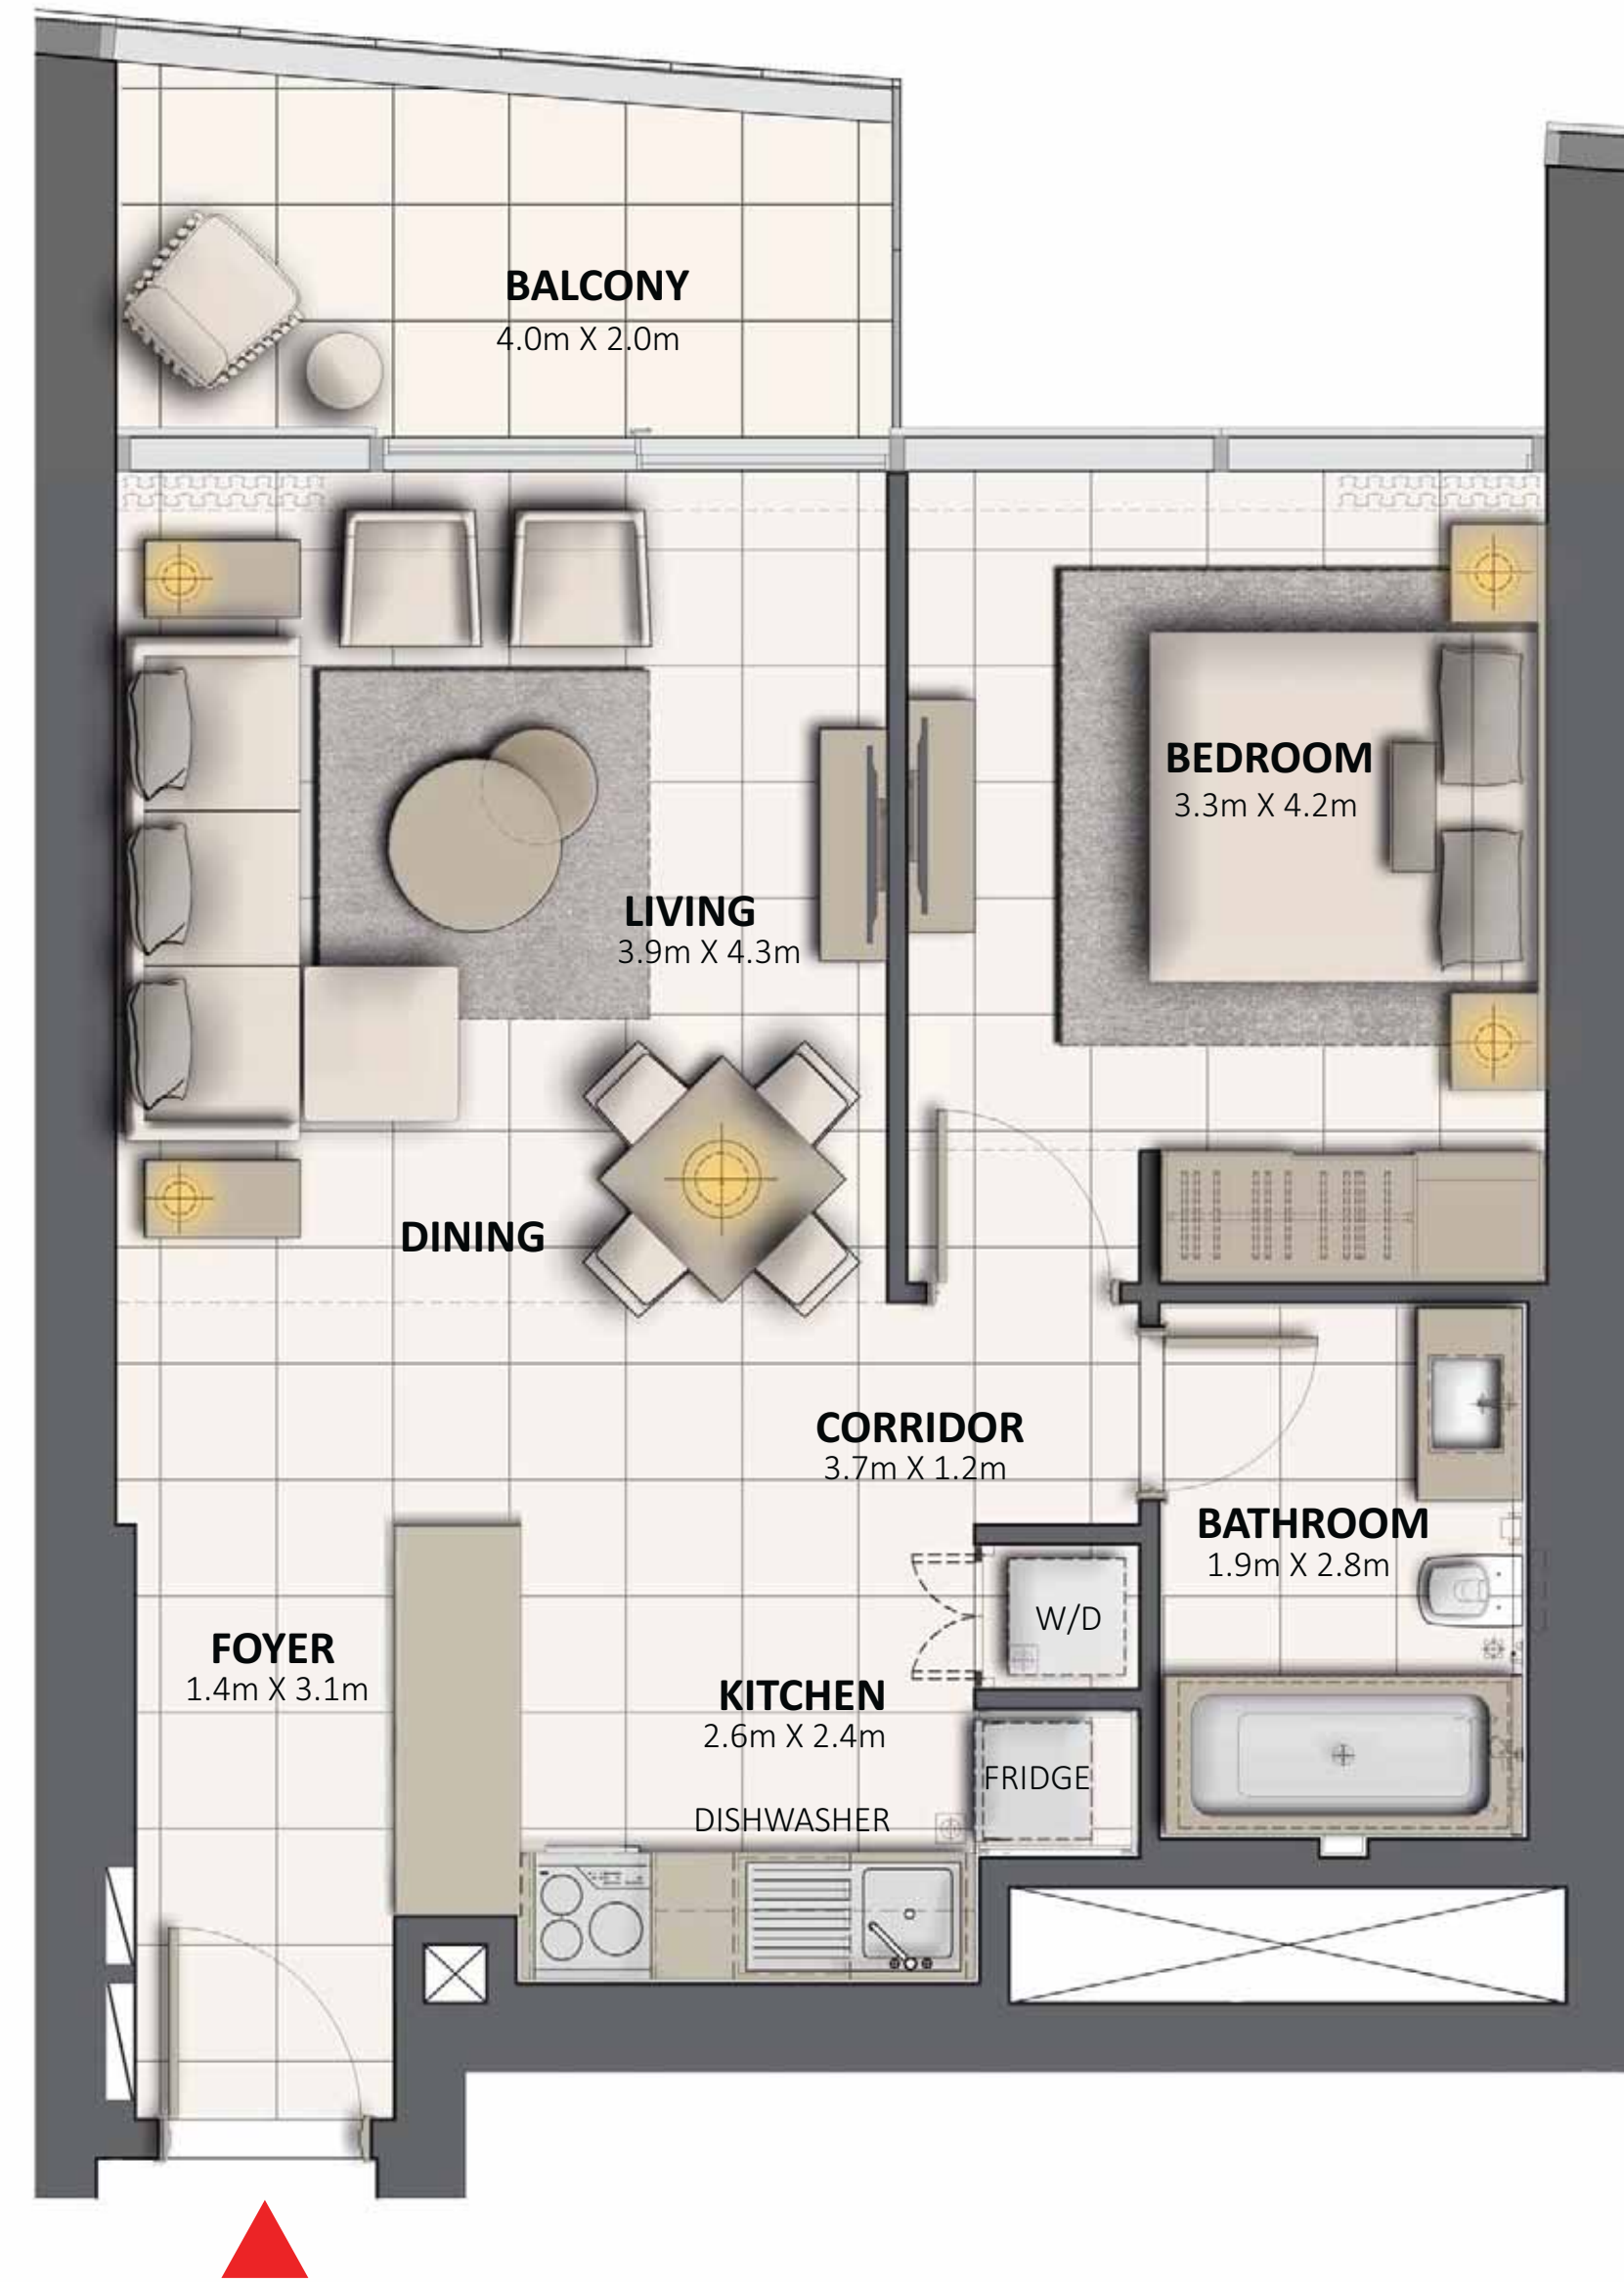 BALCONY
4.0m X 2.0m
BEDROOM
3.3m X 4.2m
LIVING
3.9m X 4.3m
DINING
CORRIDOR
3.7m X 1.2m
BATHROOM
1.9m X 2.8m
W/D
FOYER
1.4m X 3.1m
KITCHEN
2.6m X 2.4m
FRIDGE
DISHWASHER